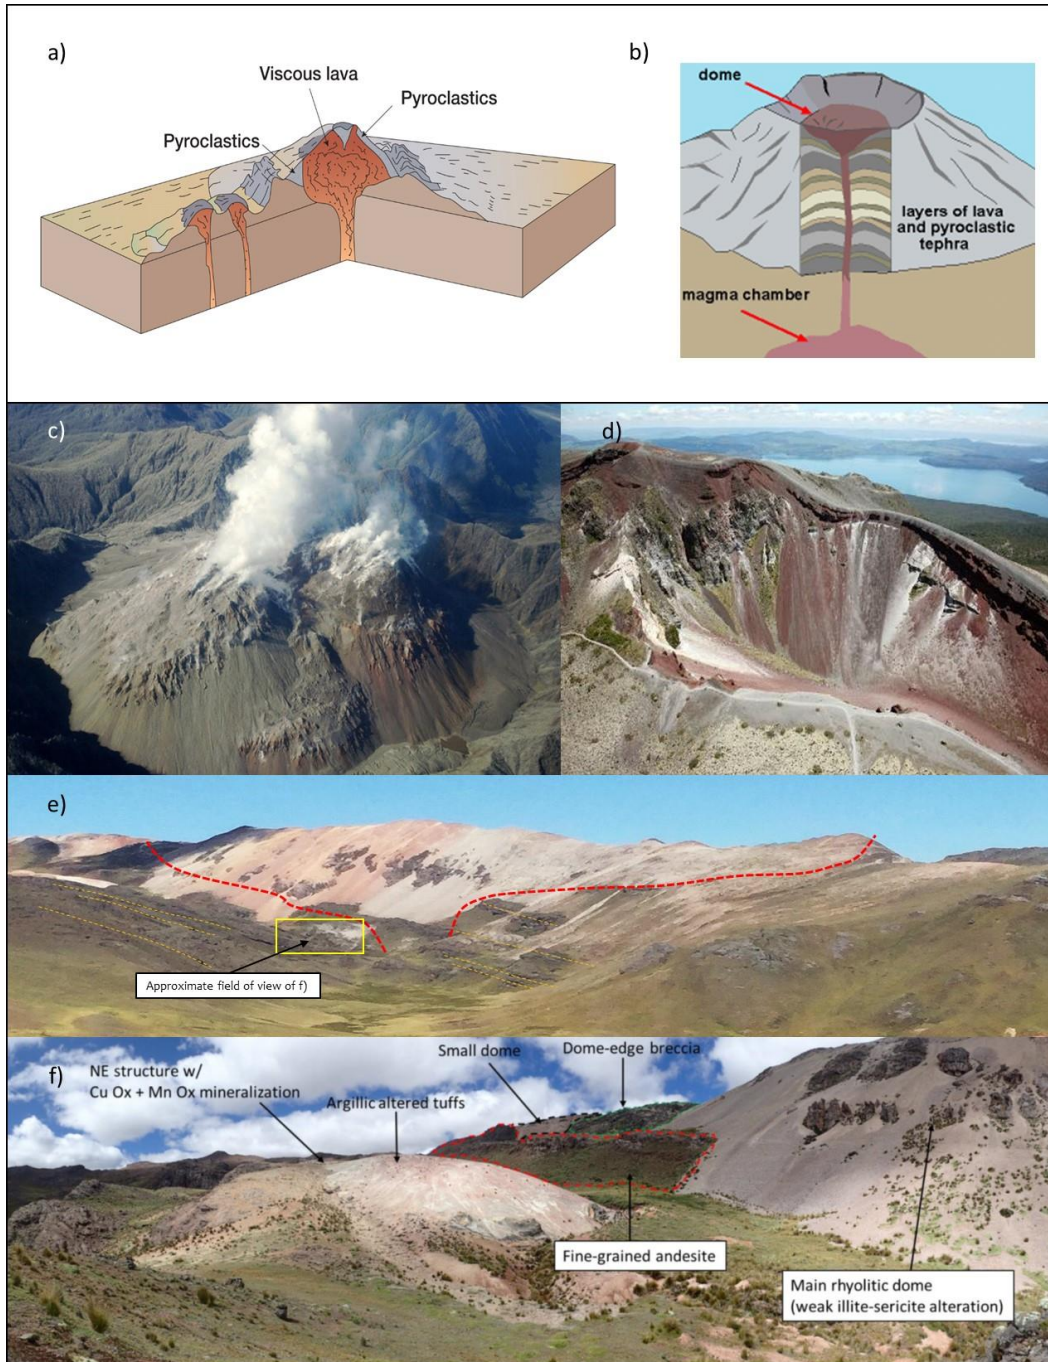 a)
Viscous lava
Pyroclastics
Pyroclastics
b)
dome
layers of lava
and pyroclastic
tephra
magma chamber
c)
d)
e)
Approximate field of view of f)
f)
NE structure w/
Cu Ox + Mn Ox mineralization
Argillic altered tuffs
Small dome
Dome-edge breccia
Fine-grained andesite
Main rhyolitic dome
(weak illite-sericite alteration)